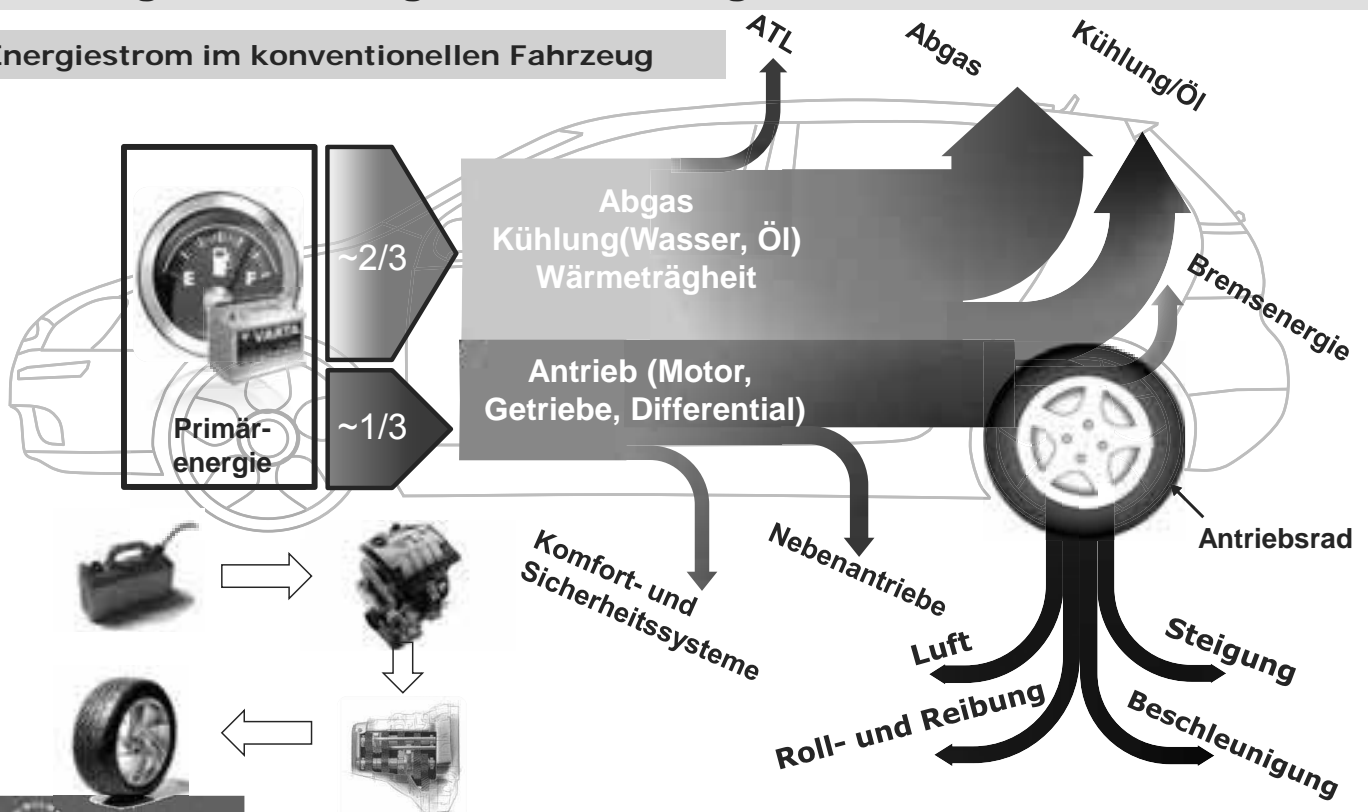 Energiestrom im konventionellen Fahrzeug
ATL
Abgas
Kühlung/Öl
~2/3
Abgas
Kühlung(Wasser, Öl)
Wärmeträgheit
E
F
VARTA
Bremsenergie
~1/3
Antrieb (Motor,
Getriebe, Differential)
Primär-
energie
Antriebsrad
Komfort- und
Sicherheitssysteme
Nebenantriebe
Luft
Steigung
Roll- und Reibung
Beschleunigung